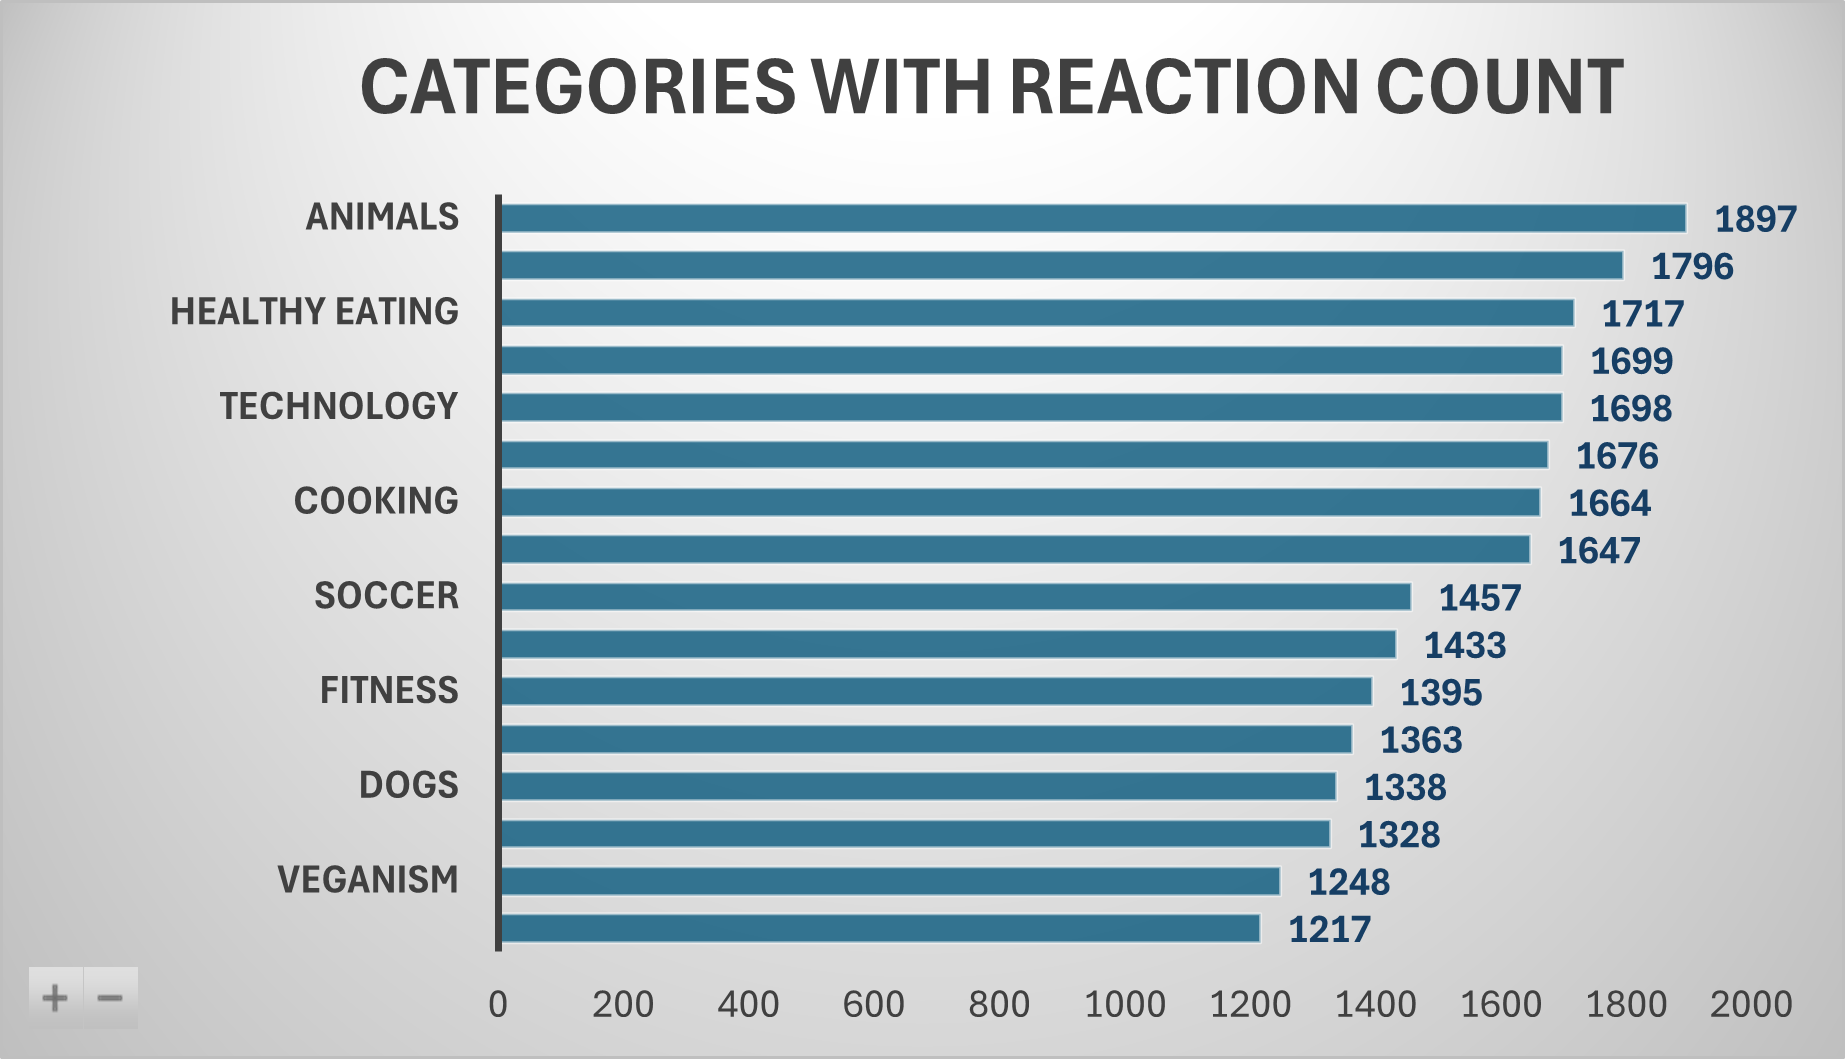 CATEGORIES WITH REACTION COUNT
ANIMALS 1897
1796
HEALTHY EATING 1717
1699
TECHNOLOGY 1698
1676
COOKING 1664
1647
SOCCER 1457
1433
FITNESS 1395
1363
DOGS 1338
1328
VEGANISM 1248
1217
+ −
0 200 400 600 800 1000 1200 1400 1600 1800 2000